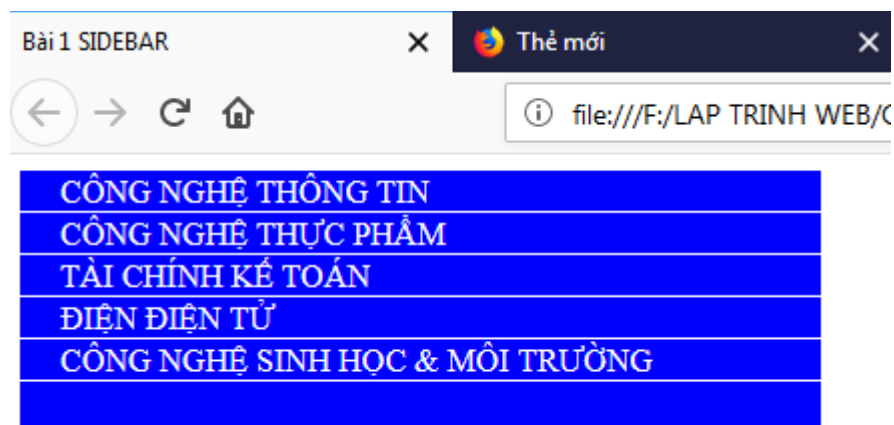 Bài 1 SIDEBAR
Thẻ mới
file:///F:/LAP TRINH WEB/
CÔNG NGHỆ THÔNG TIN
CÔNG NGHỆ THỰC PHẨM
TÀI CHÍNH KẾ TOÁN
ĐIỆN ĐIỆN TỬ
CÔNG NGHỆ SINH HỌC & MÔI TRƯỜNG